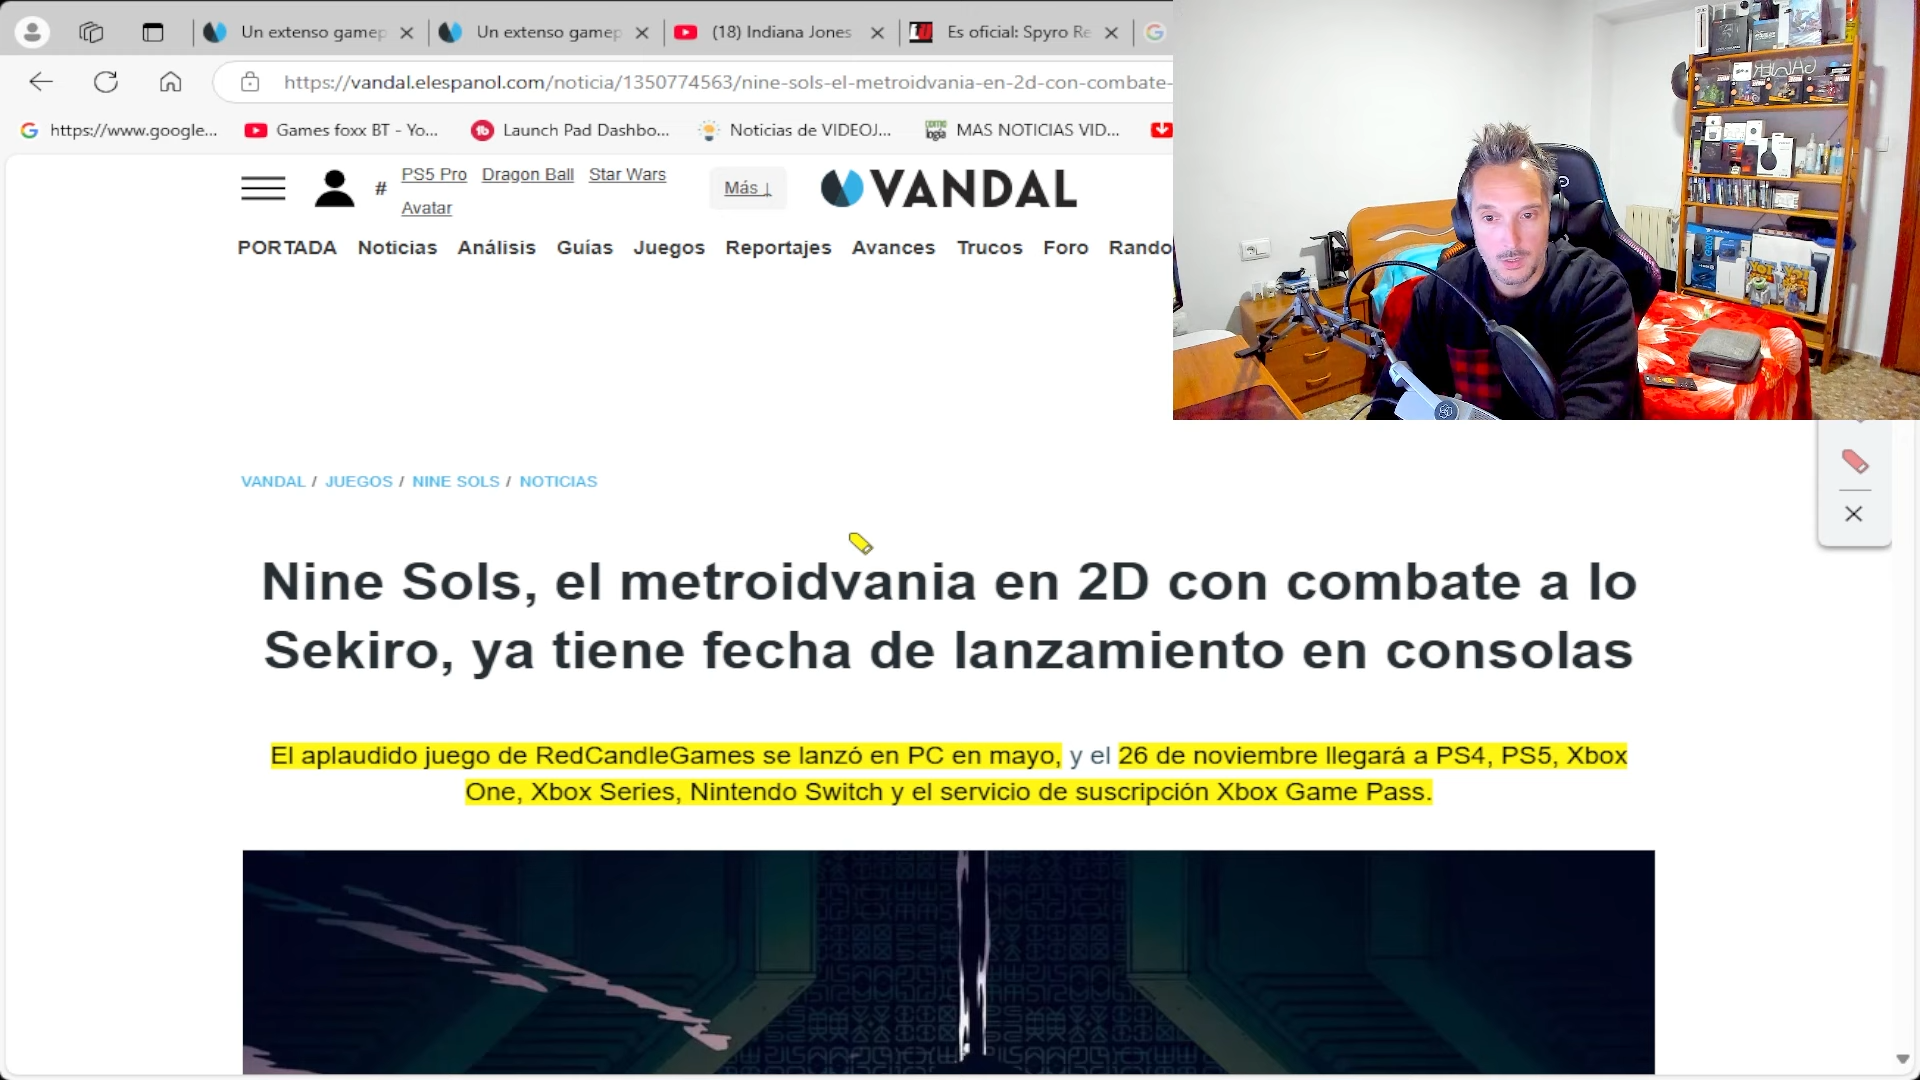 Un extenso gamep
Un extenso gamep
(18) Indiana Jones
Es oficial: Spyro Re
https://vandal.elespanol.com/noticia/1350774563/nine-sols-el-metroidvania-en-2d-con-combate-
https://www.google...
Games foxx BT - Yo...
Launch Pad Dashbo...
Noticias de VIDEOJ...
MAS NOTICIAS VID...
# PS5 Pro Dragon Ball Star Wars
Avatar
Más ↓
VANDAL
PORTADA Noticias Análisis Guías Juegos Reportajes Avances Trucos Foro Rando
VANDAL / JUEGOS / NINE SOLS / NOTICIAS
Nine Sols, el metroidvania en 2D con combate a lo
Sekiro, ya tiene fecha de lanzamiento en consolas
El aplaudido juego de RedCandleGames se lanzó en PC en mayo, y el 26 de noviembre llegará a PS4, PS5, Xbox
One, Xbox Series, Nintendo Switch y el servicio de suscripción Xbox Game Pass.